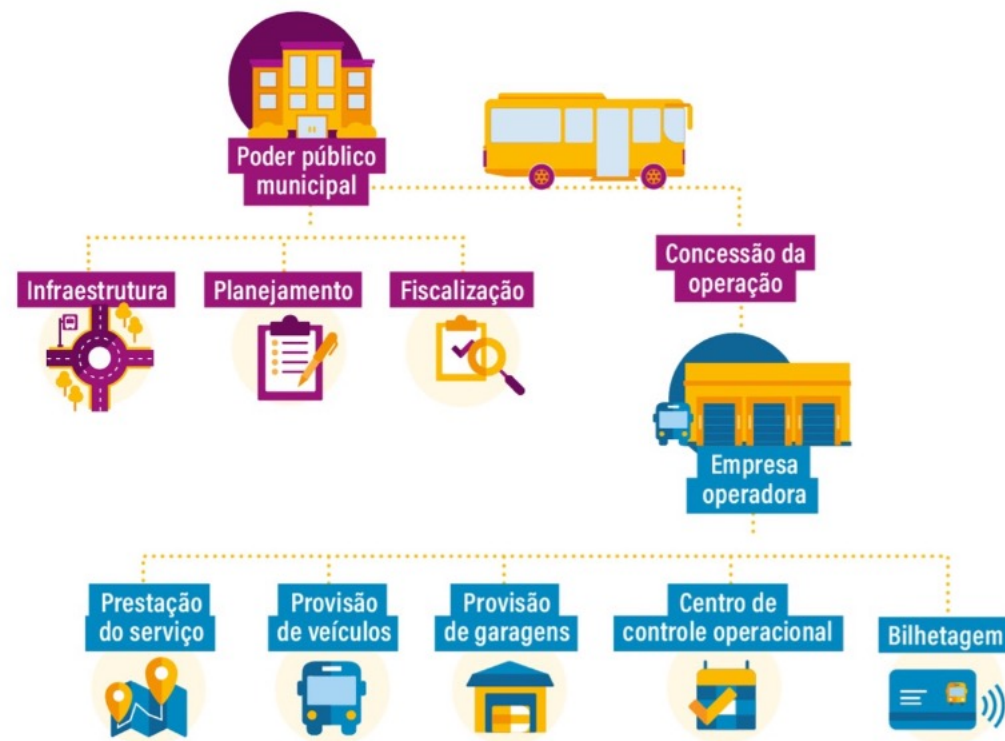 Poder público
municipal
Concessão da
operação
Infraestrutura
Planejamento
Fiscalização
Empresa
operadora
Prestação
do serviço
Provisão
de veículos
Provisão
de garagens
Centro de
controle operacional
Bilhetagem